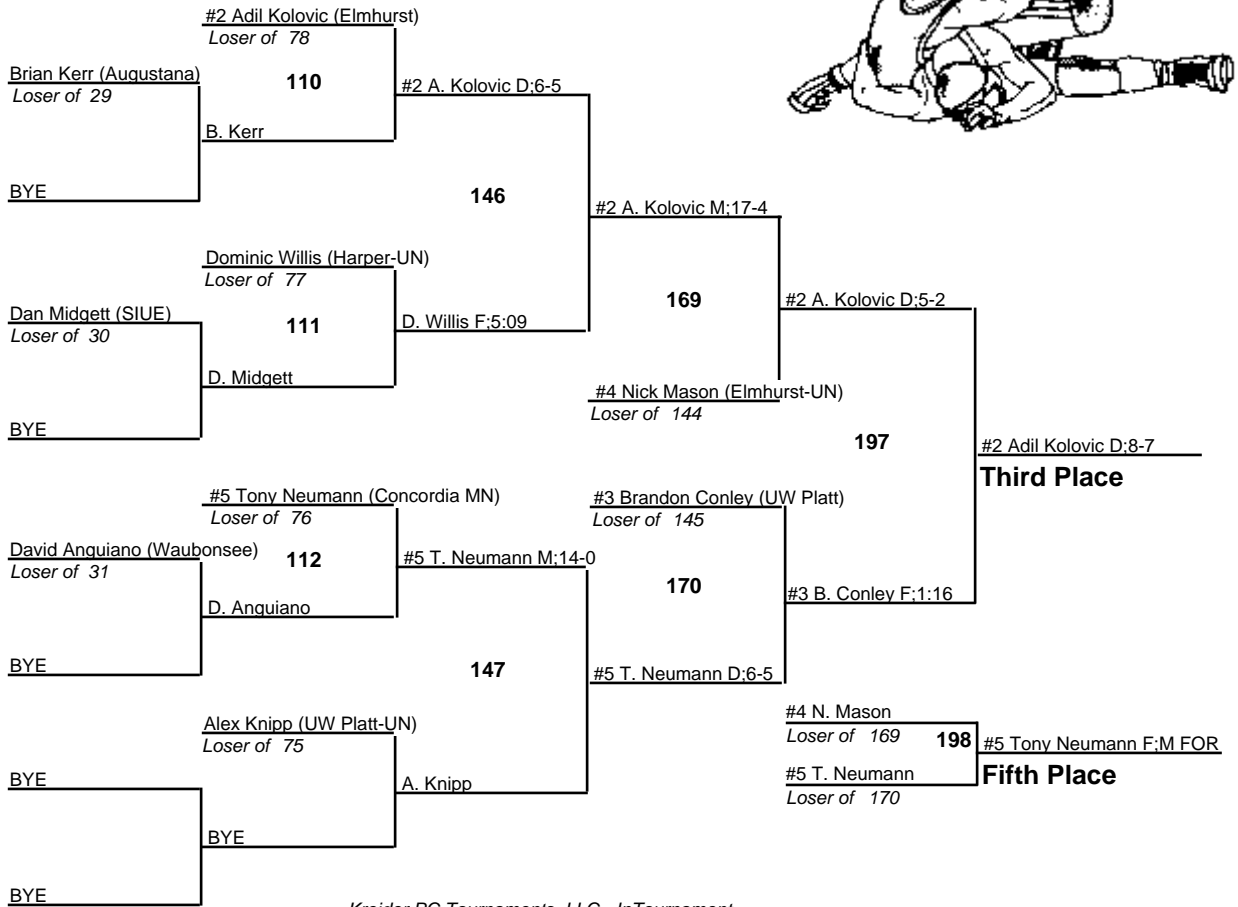 #2 Adil Kolovic (Elmhurst)
Loser of 78
Brian Kerr (Augustana)
Loser of 29
110
#2 A. Kolovic D;6-5
B. Kerr
BYE
146
#2 A. Kolovic M;17-4
Dominic Willis (Harper-UN)
Loser of 77
Dan Midgett (SIUE)
Loser of 30
111
D. Willis F;5:09
169
#2 A. Kolovic D;5-2
D. Midgett
#4 Nick Mason (Elmhurst-UN)
Loser of 144
BYE
197
#2 Adil Kolovic D;8-7
Third Place
#5 Tony Neumann (Concordia MN)
Loser of 76
#3 Brandon Conley (UW Platt)
Loser of 145
David Anguiano (Waubonsee)
Loser of 31
112
#5 T. Neumann M;14-0
170
#3 B. Conley F;1:16
D. Anguiano
BYE
147
#5 T. Neumann D;6-5
Alex Knipp (UW Platt-UN)
Loser of 75
#4 N. Mason
Loser of 169
198
#5 Tony Neumann F;M FOR
Fifth Place
#5 T. Neumann
Loser of 170
BYE
A. Knipp
BYE
BYE